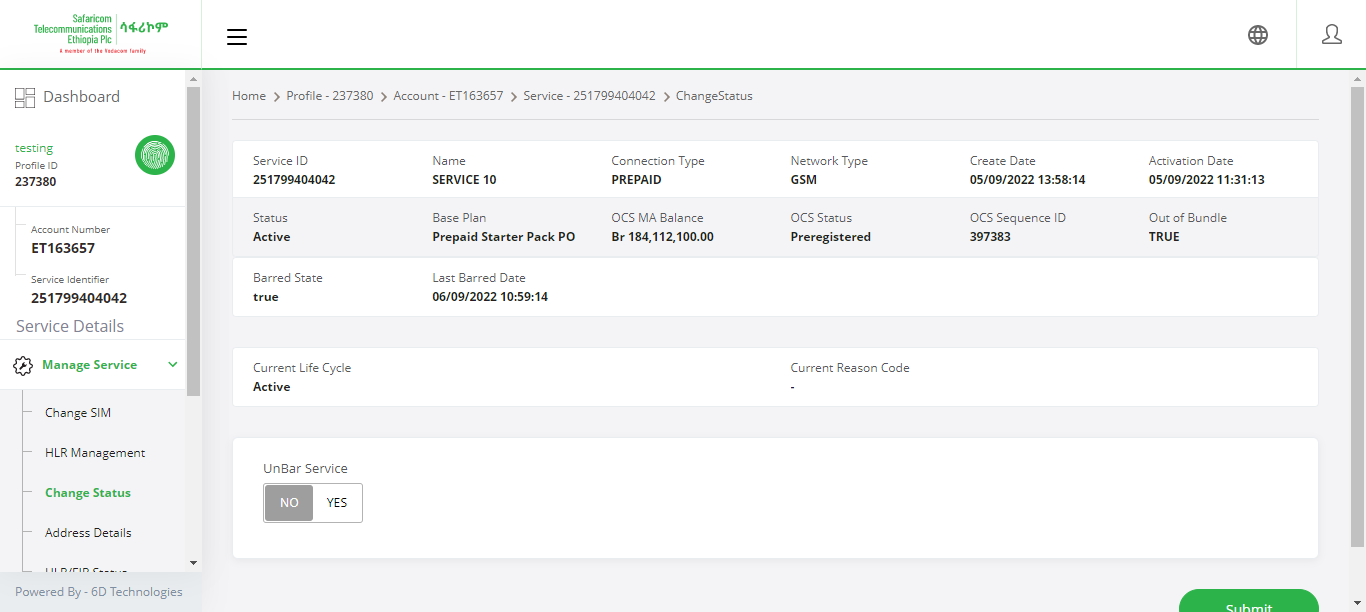 Safaricom
Telecommunications
Ethiopia Plc
ሳፋሪኮም
A member of the Vodacom family
Dashboard
testing
Profile ID
237380
Account Number
ET163657
Service Identifier
251799404042
Service Details
Manage Service
Change SIM
HLR Management
Change Status
Address Details
HLR/EIR Status
Powered By - 6D Technologies
Home > Profile - 237380 > Account - ET163657 > Service - 251799404042 > ChangeStatus
Service ID Name Connection Type Network Type Create Date Activation Date
251799404042 SERVICE 10 PREPAID GSM 05/09/2022 13:58:14 05/09/2022 11:31:13
Status Base Plan OCS MA Balance OCS Status OCS Sequence ID Out of Bundle
Active Prepaid Starter Pack PO Br 184,112,100.00 Preregistered 397383 TRUE
Barred State Last Barred Date
true 06/09/2022 10:59:14
Current Life Cycle Current Reason Code
Active -
UnBar Service
NO YES
Submit